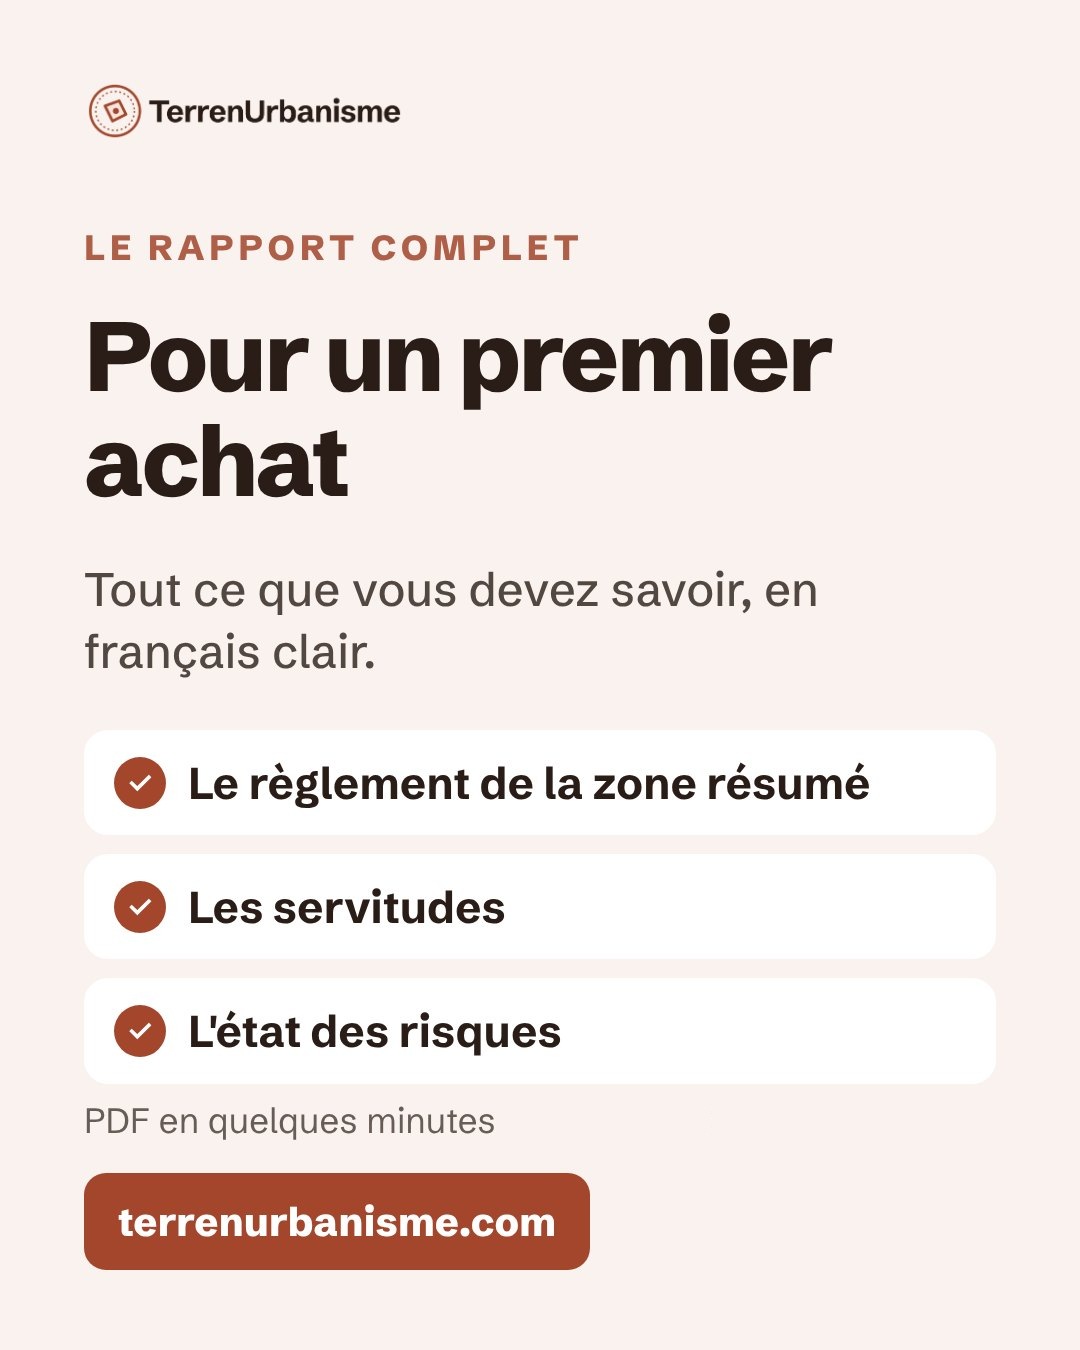 TerrenUrbanisme
LE RAPPORT COMPLET
Pour un premier
achat
Tout ce que vous devez savoir, en
français clair.
Le règlement de la zone résumé
Les servitudes
L'état des risques
PDF en quelques minutes
terrenurbanisme.com